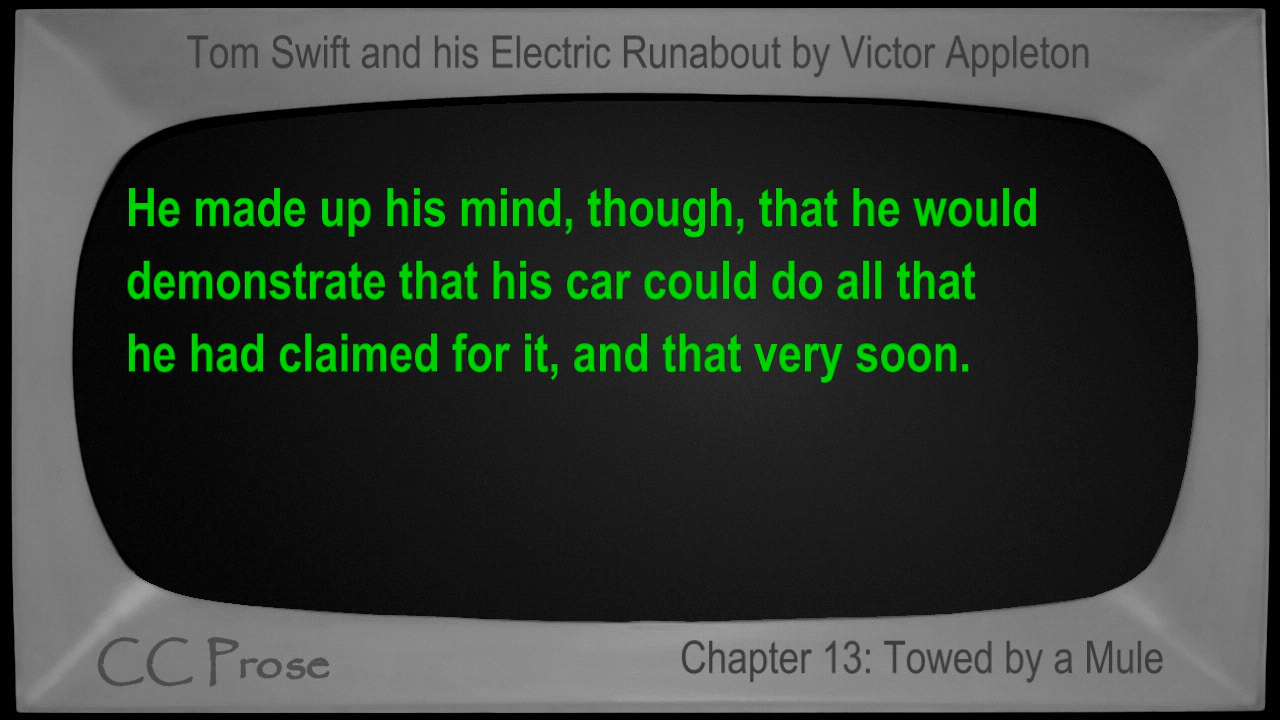 Tom Swift and his Electric Runabout by Victor Appleton
He made up his mind, though, that he would
demonstrate that his car could do all that
he had claimed for it, and that very soon.
CC Prose
Chapter 13: Towed by a Mule